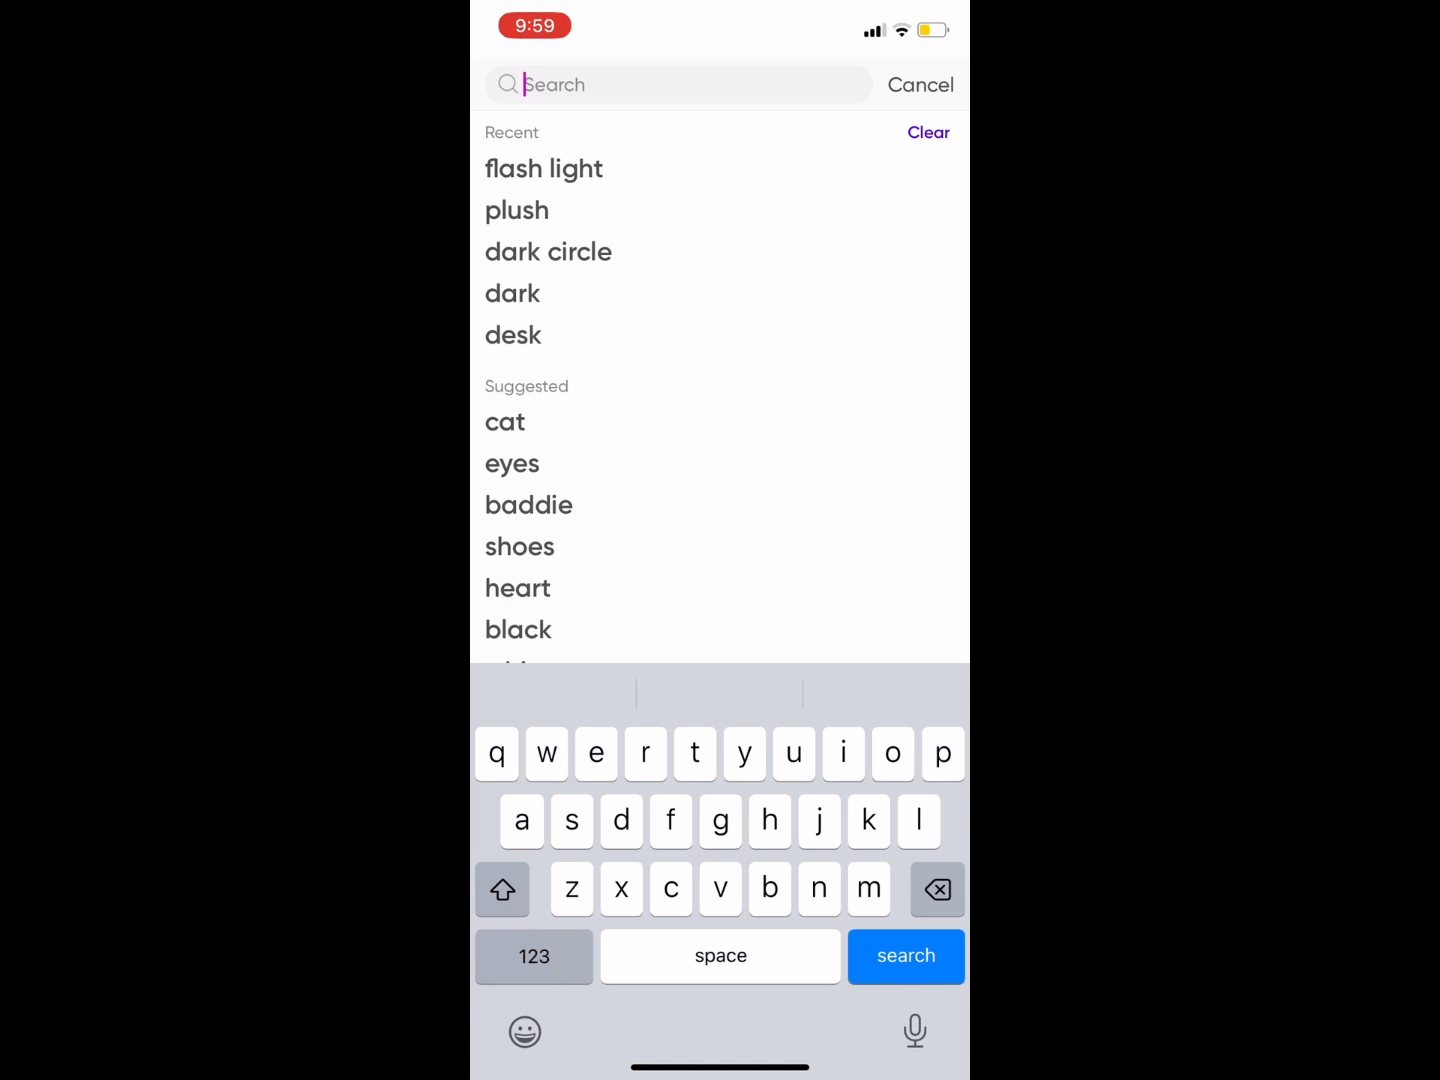 9:59
Search
Cancel
Recent
Clear
flash light
plush
dark circle
dark
desk
Suggested
cat
eyes
baddie
shoes
heart
black
q w e r t y u i o p
a s d f g h j k l
z x c v b n m
123
space
search